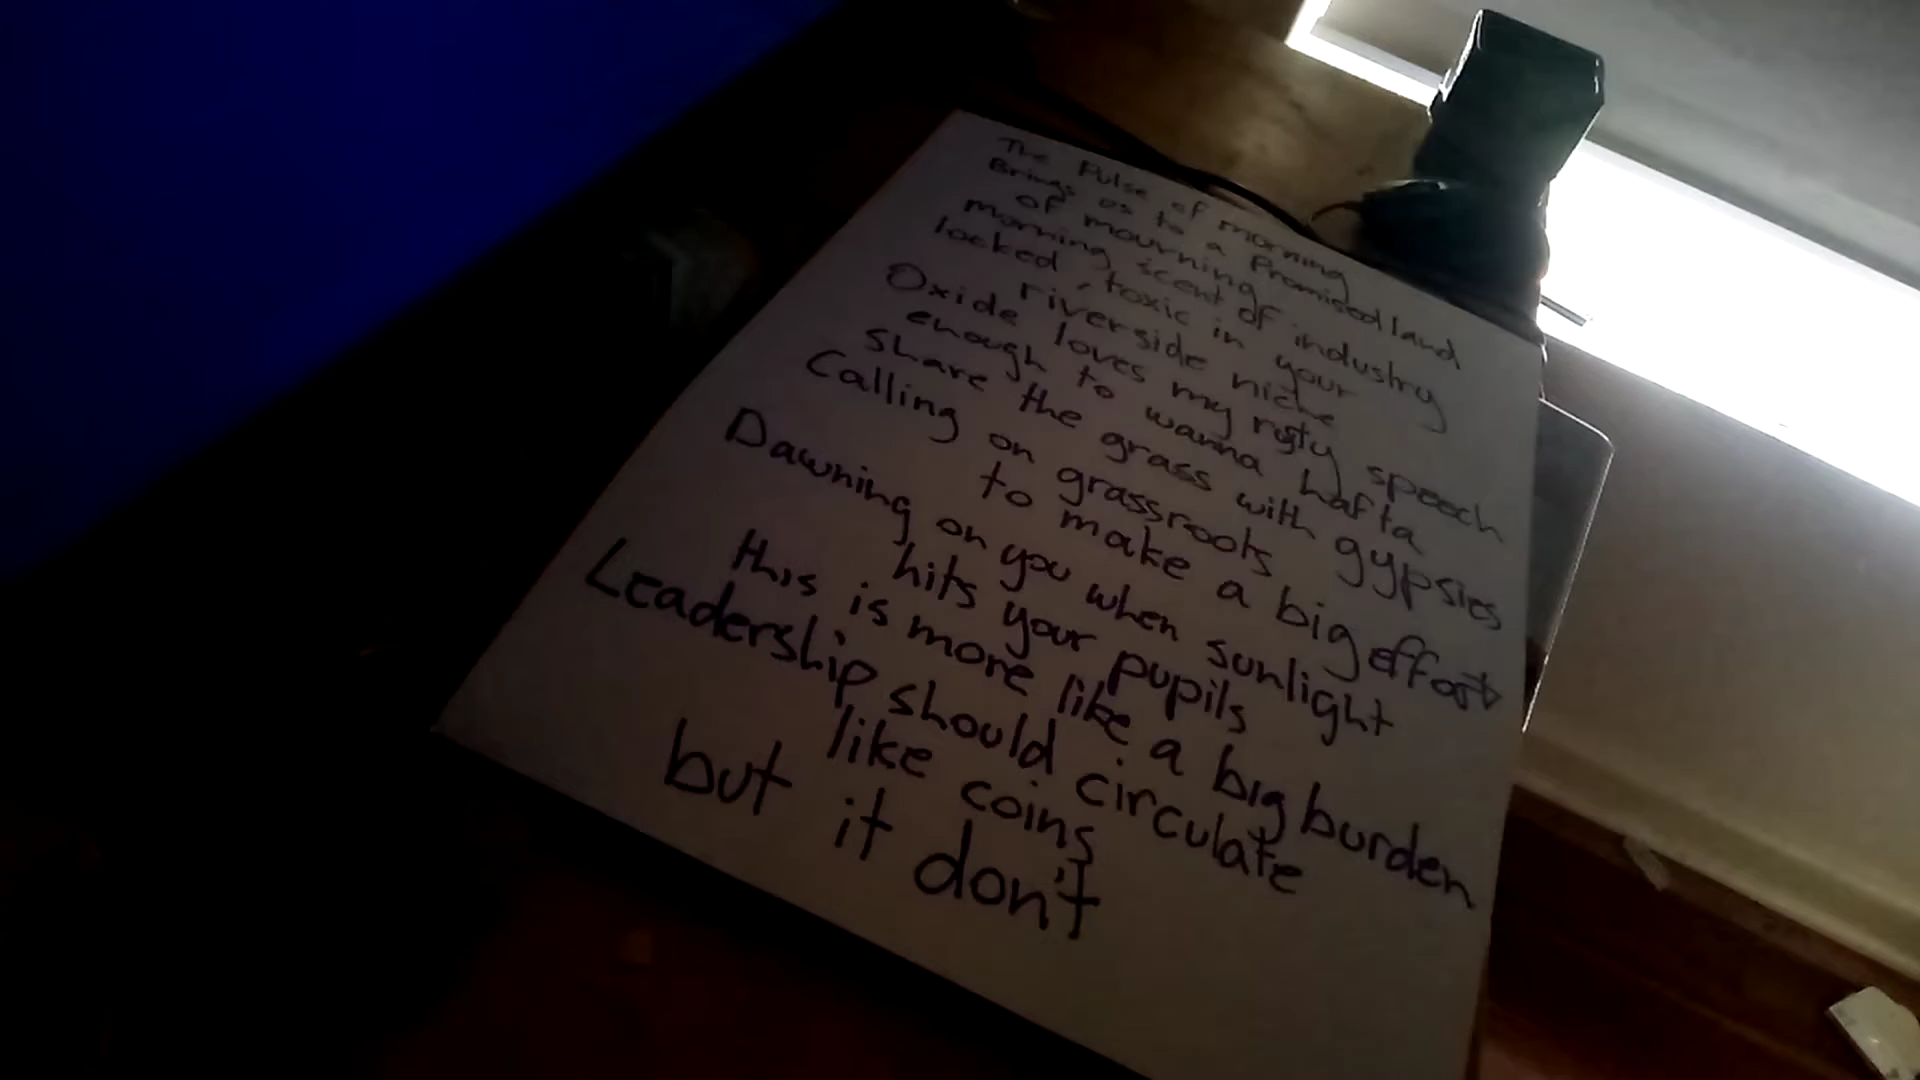 The Pulse of morning
Brings us to a Promised land
of mourning
morning scent of industry
locked, toxic in your
riverside niche
Oxide loves my rusty speech
enough to wanna hafta
share the grass with gypsies
Calling on grassroots
to make a big effort
Dawning on you when sunlight
hits your pupils
this is more like a big burden
Leadership should circulate
like coins
but it don't